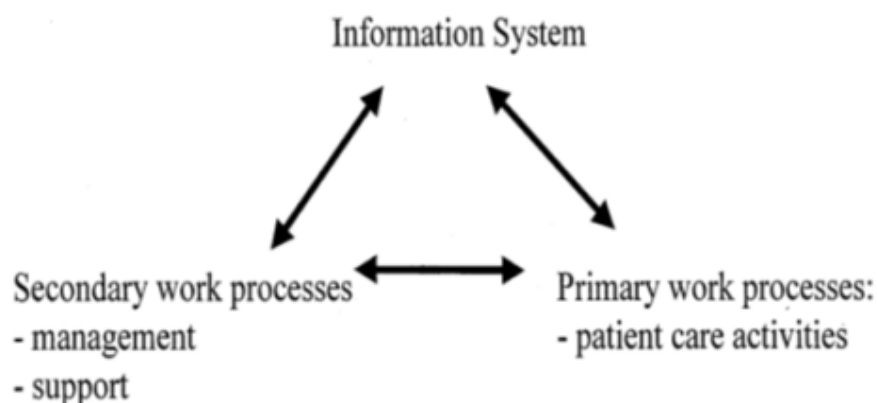 Information System
Secondary work processes
- management
- support
Primary work processes:
- patient care activities